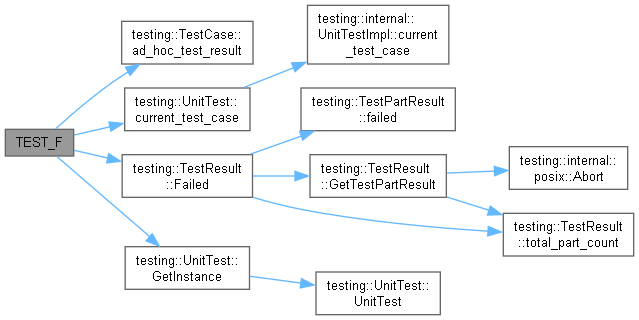 TEST_F
testing::TestCase::
ad_hoc_test_result
testing::UnitTest::
current_test_case
testing::internal::
UnitTestImpl::current
_test_case
testing::TestResult
::Failed
testing::TestPartResult
::failed
testing::TestResult
::GetTestPartResult
testing::internal::
posix::Abort
testing::TestResult
::total_part_count
testing::UnitTest::
GetInstance
testing::UnitTest::
UnitTest